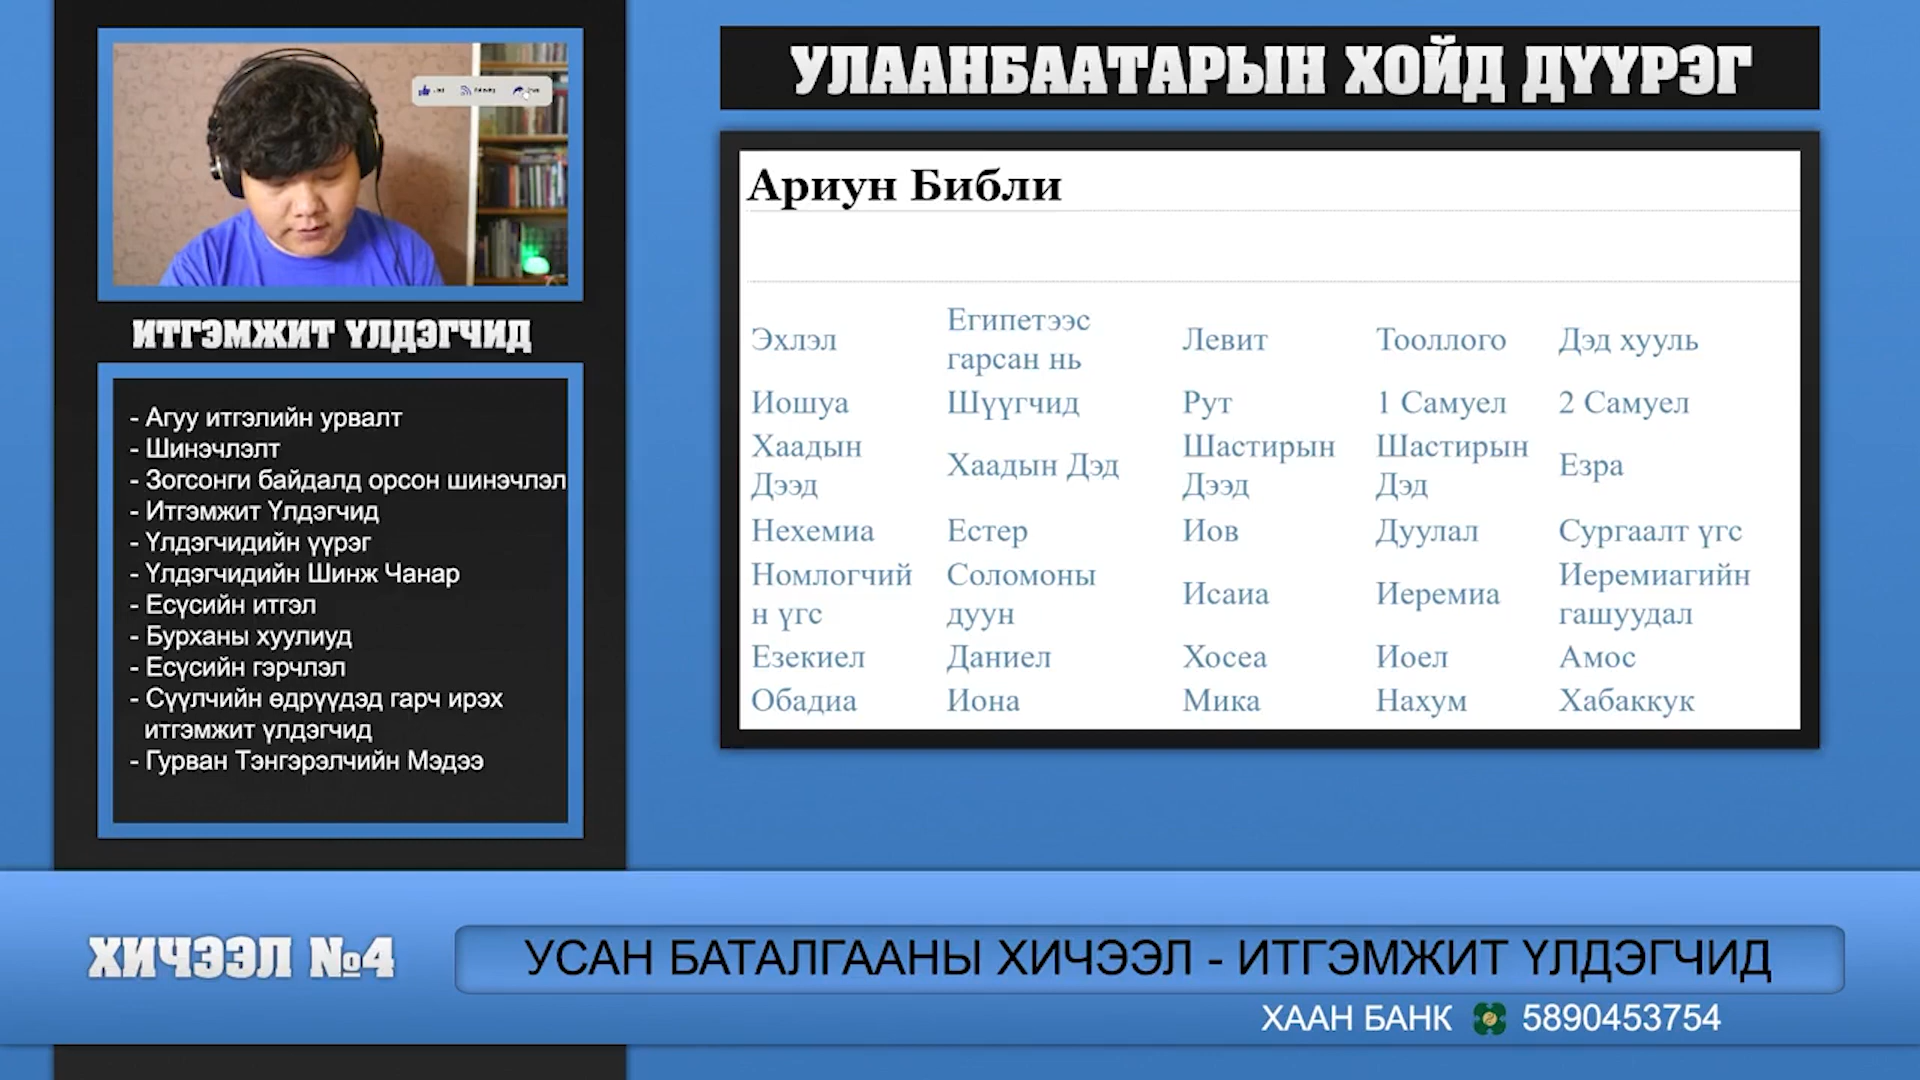 УЛААНБААТАРЫН ХОЙД ДҮҮРЭГ
ИТГЭМЖИТ ҮЛДЭГЧИД
- Агуу итгэлийн урвалт
- Шинэчлэлт
- Зогсонги байдалд орсон шинэчлэл
- Итгэмжит Үлдэгчид
- Үлдэгчидийн үүрэг
- Үлдэгчидийн Шинж Чанар
- Есүсийн итгэл
- Бурханы хуулиуд
- Есүсийн гэрчлэл
- Сүүлчийн өдрүүдэд гарч ирэх
итгэмжит үлдэгчид
- Гурван Тэнгэрэлчийн Мэдээ
Ариун Библи
Эхлэл Египетээс гарсан нь Левит Тооллого Дэд хууль
Иошуа Шүүгчид Рут 1 Самуел 2 Самуел
Хаадын Дээд Хаадын Дэд Шастирын Дээд Шастирын Дэд Езра
Нехемиа Естер Иов Дуулал Сургаалт үгс
Номлогчий н үгс Соломоны дуун Исаиа Иеремиа Иеремиагийн гашуудал
Езекиел Даниел Хосеа Иоел Амос
Обадиа Иона Мика Нахум Хабаккук
ХИЧЭЭЛ №4
УСАН БАТАЛГААНЫ ХИЧЭЭЛ - ИТГЭМЖИТ ҮЛДЭГЧИД
ХААН БАНК 5890453754